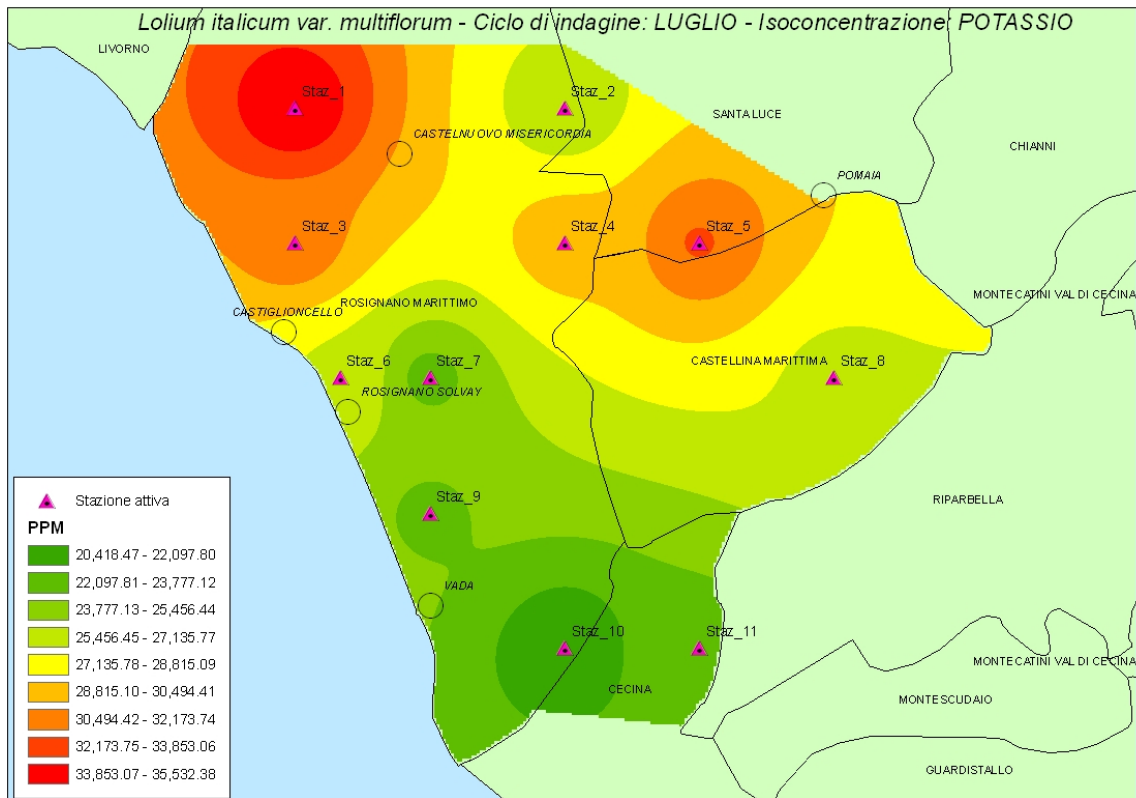 Lolium italicum var. multiflorum - Ciclo di indagine: LUGLIO - Isoconcentrazione: POTASSIO
LIVORNO
Staz_1
Staz_2
SANTA LUCE
CASTELNUOVO MISERICORDIA
CHIANNI
POMAIA
Staz_3
Staz_4
Staz_5
MONTECATINI VAL DI CECINA
ROSIGNANO MARITTIMO
CASTIGLIONCELLO
Staz_6
Staz_7
CASTELLINA MARITTIMA
Staz_8
ROSIGNANO SOLVAY
Staz_9
RIPARBELLA
VADA
Staz_10
Staz_11
MONTECATINI VAL DI CECINA
CECINA
MONTESCUDAIO
GUARDISTALLO
Stazione attiva
PPM
20,418.47 - 22,097.80
22,097.81 - 23,777.12
23,777.13 - 25,456.44
25,456.45 - 27,135.77
27,135.78 - 28,815.09
28,815.10 - 30,494.41
30,494.42 - 32,173.74
32,173.75 - 33,853.06
33,853.07 - 35,532.38